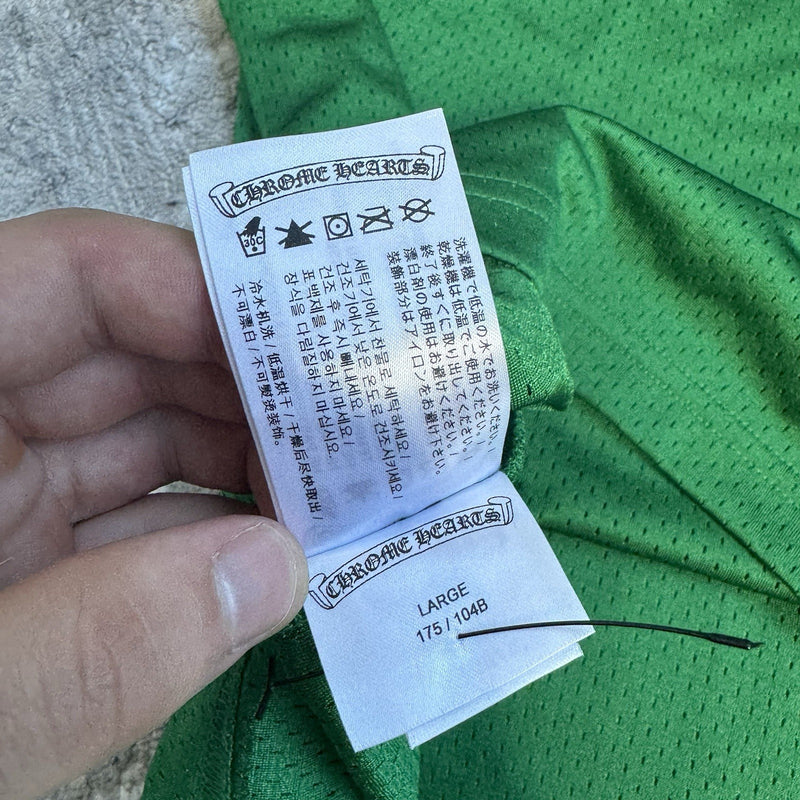 CHROME HEARTS
30C
洗濯機で低温の水でお洗いください。/
乾燥機は低温でご使用ください。/
終了後すぐに取り出してください。/
漂白剤の使用はお避けください。/
装飾部分はアイロンをお避け下さい。
세탁기에서 찬물로 세탁하세요/
건조기에서 낮은 온도로 건조시키세요/
건조 후 즉시 빼내세요/
표백제를 사용하지 마세요/
장식을 다림질하지 마십시요.
冷水机洗/低温烘干/干燥后尽快取出/
不可漂白/不可熨烫装饰。
CHROME HEARTS
LARGE
175 / 104B